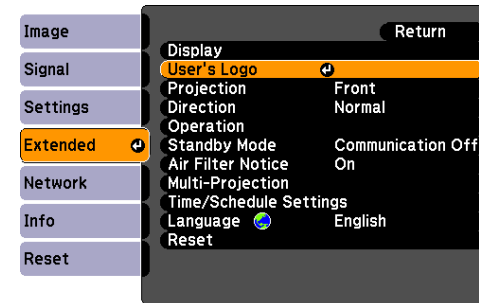 Image
Signal
Settings
Extended
Network
Info
Reset
Return
Display
User's Logo
Projection Front
Direction Normal
Operation
Standby Mode Communication Off
Air Filter Notice On
Multi-Projection
Time/Schedule Settings
Language English
Reset